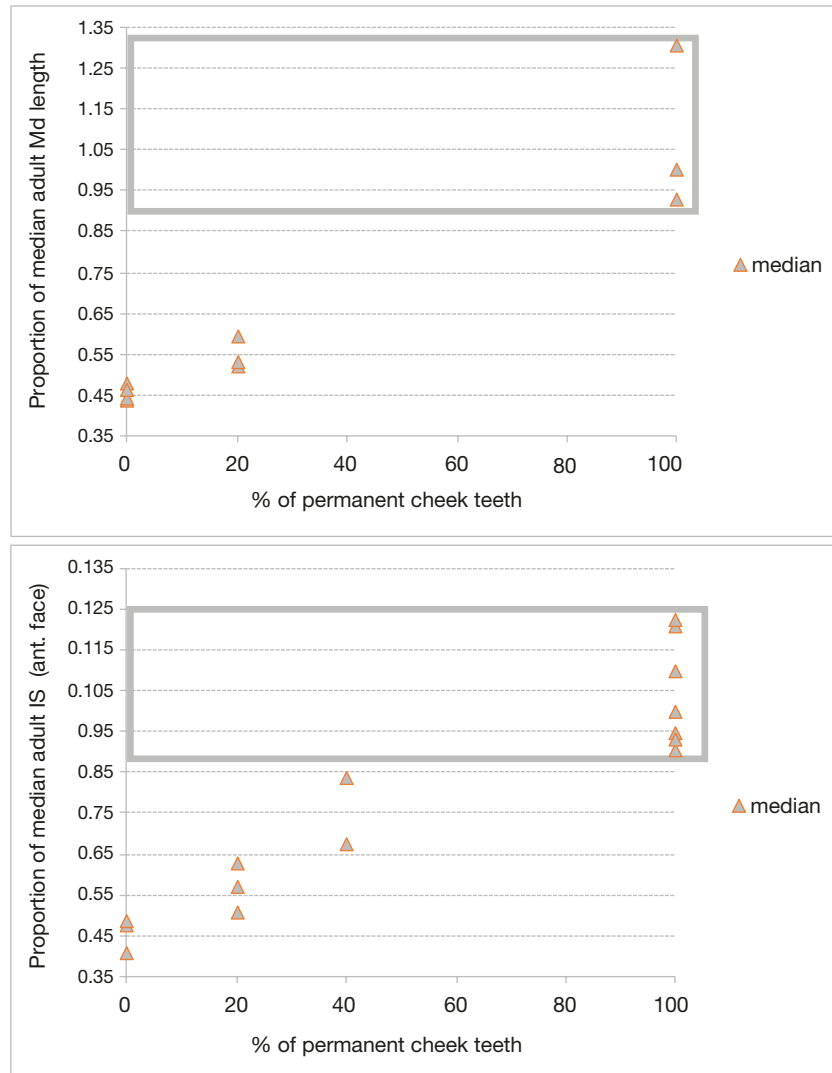 Proportion of median adult Md length
1.35
1.25
1.15
1.05
0.95
0.85
0.75
0.65
0.55
0.45
0.35
0 20 40 60 80 100
% of permanent cheek teeth
median
Proportion of median adult IS (ant. face)
0.135
0.125
0.115
0.105
0.95
0.85
0.75
0.65
0.55
0.45
0.35
0 20 40 60 80 100
% of permanent cheek teeth
median